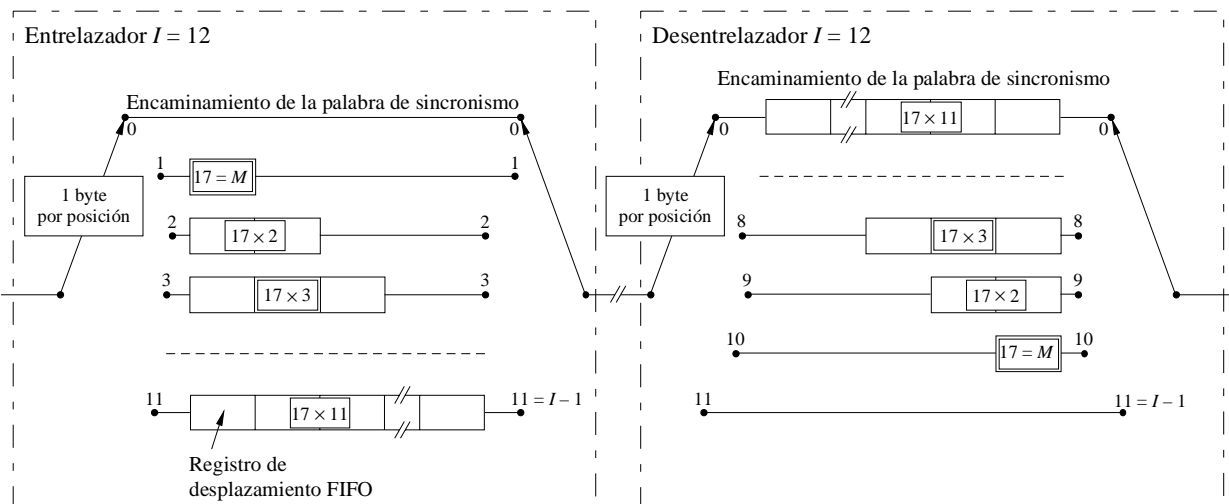 Entrelazador I = 12
Encaminamiento de la palabra de sincronismo
0
0
1
17 = M
1
1 byte
por posición
2
17 × 2
2
3
17 × 3
3
11
17 × 11
11 = I – 1
Registro de
desplazamiento FIFO
Desentrelazador I = 12
Encaminamiento de la palabra de sincronismo
0
17 × 11
0
1 byte
por posición
8
17 × 3
8
9
17 × 2
9
10
17 = M
10
11
11 = I – 1